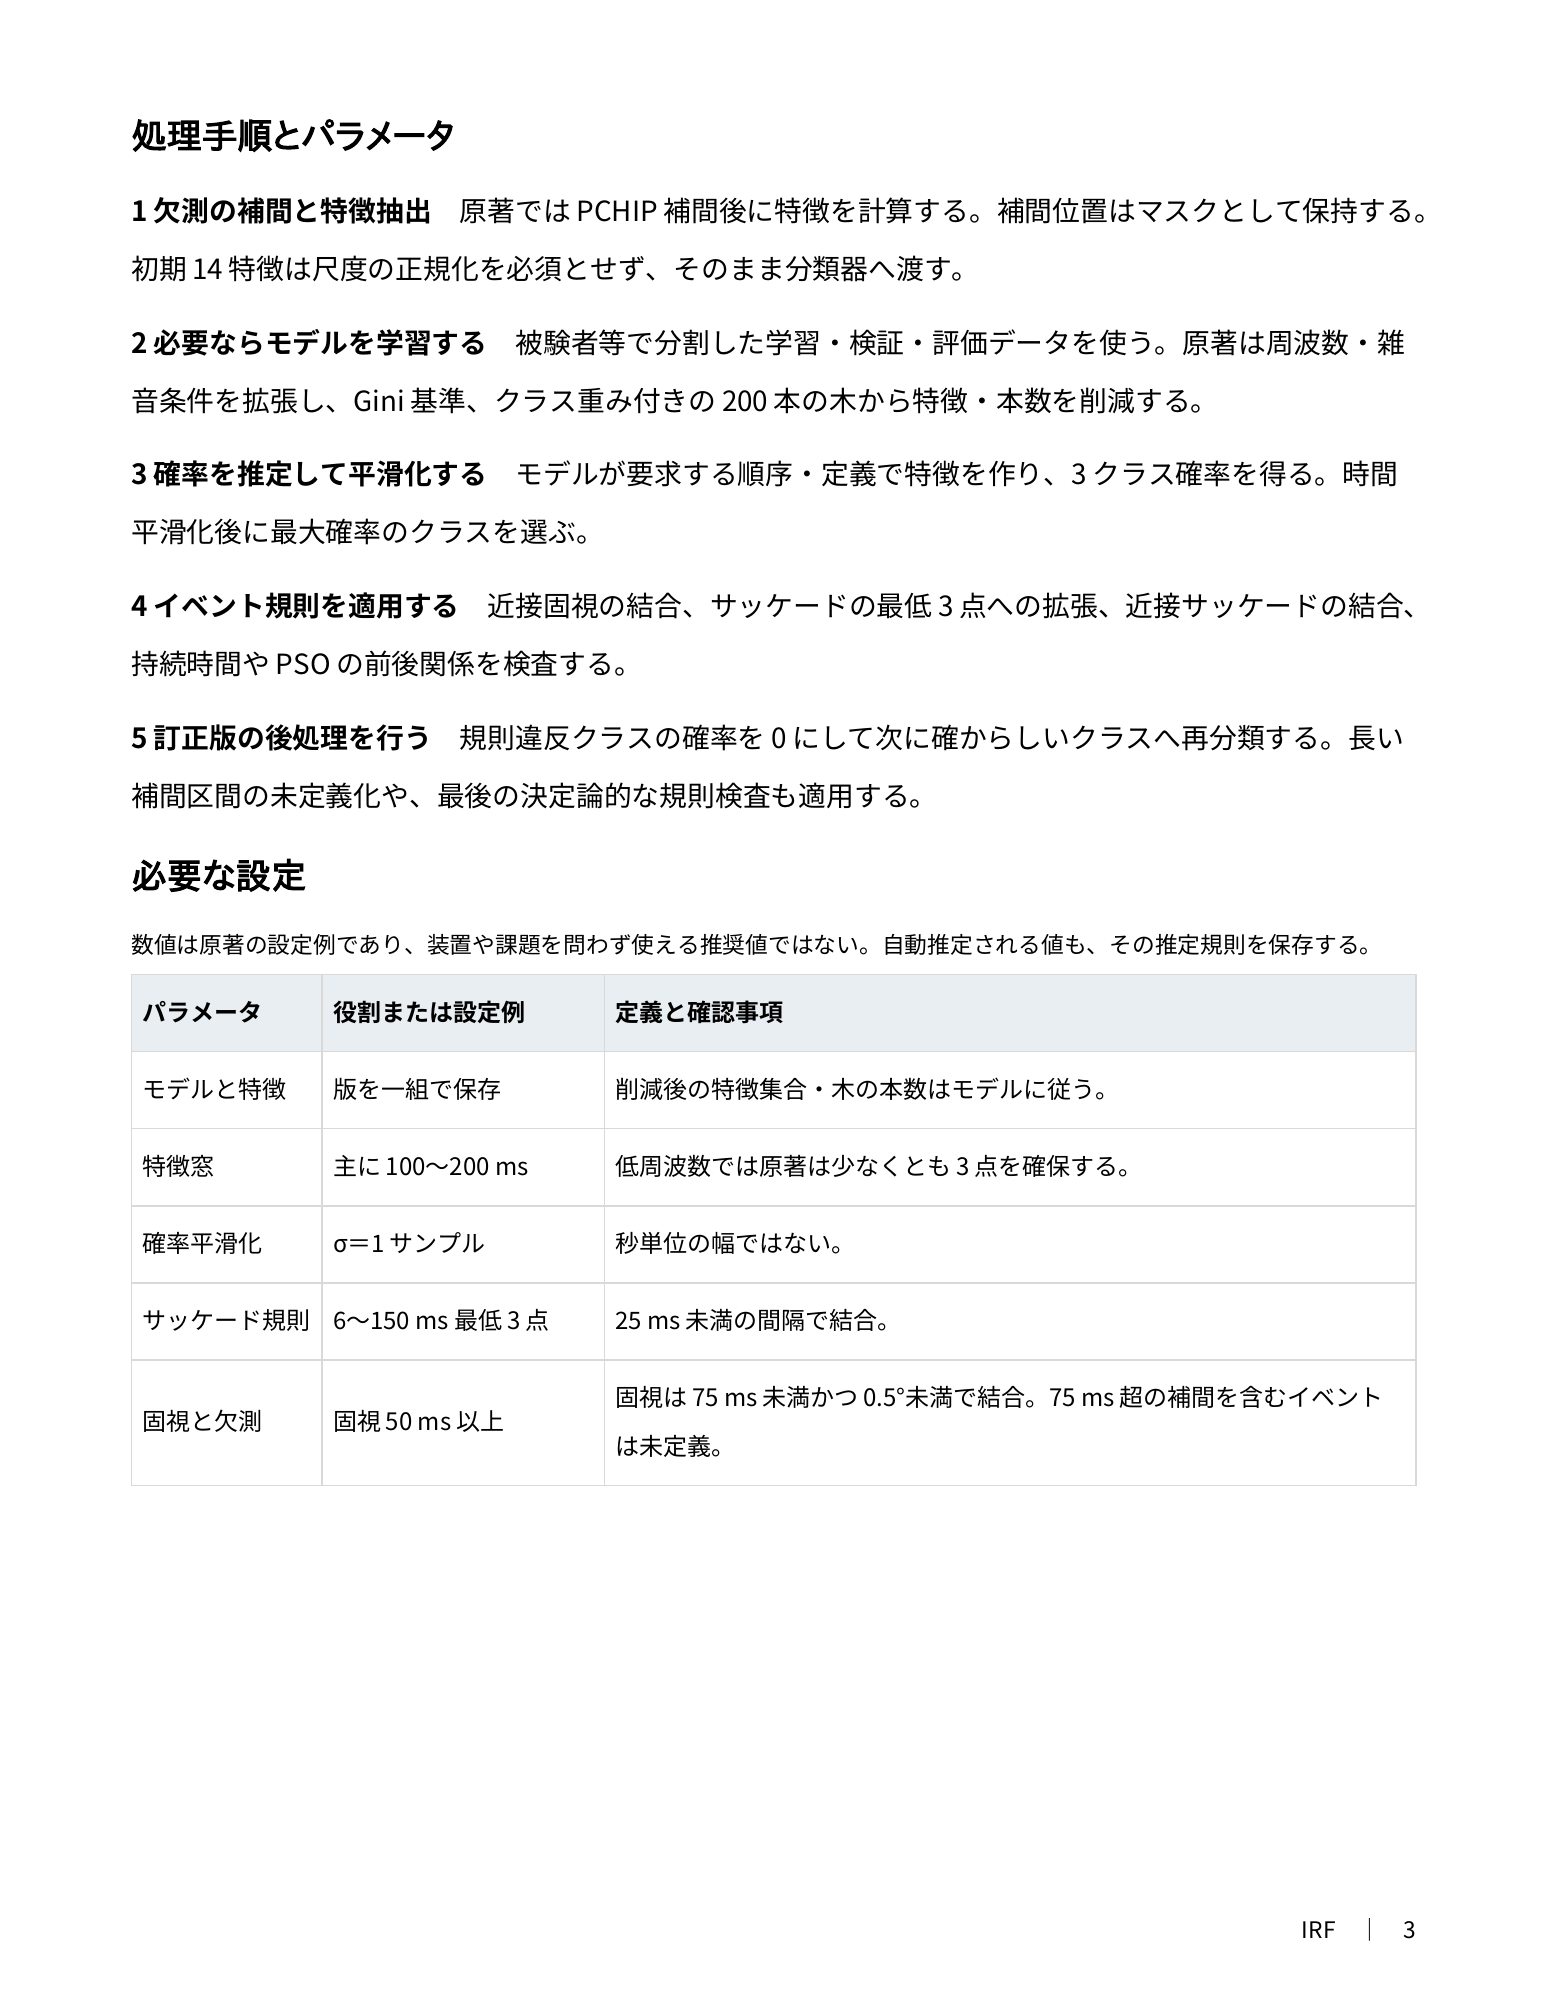 処理手順とパラメータ
1 欠測の補間と特徴抽出　原著では PCHIP 補間後に特徴を計算する。補間位置はマスクとして保持する。
初期 14 特徴は尺度の正規化を必須とせず、そのまま分類器へ渡す。
2 必要ならモデルを学習する　被験者等で分割した学習・検証・評価データを使う。原著は周波数・雑
音条件を拡張し、Gini 基準、クラス重み付きの 200 本の木から特徴・本数を削減する。
3 確率を推定して平滑化する　モデルが要求する順序・定義で特徴を作り、3 クラス確率を得る。時間
平滑化後に最大確率のクラスを選ぶ。
4 イベント規則を適用する　近接固視の結合、サッケードの最低 3 点への拡張、近接サッケードの結合、
持続時間や PSO の前後関係を検査する。
5 訂正版の後処理を行う　規則違反クラスの確率を 0 にして次に確からしいクラスへ再分類する。長い
補間区間の未定義化や、最後の決定論的な規則検査も適用する。
必要な設定
数値は原著の設定例であり、装置や課題を問わず使える推奨値ではない。自動推定される値も、その推定規則を保存する。
パラメータ　役割または設定例　定義と確認事項
モデルと特徴　版を一組で保存　削減後の特徴集合・木の本数はモデルに従う。
特徴窓　主に 100〜200 ms　低周波数では原著は少なくとも 3 点を確保する。
確率平滑化　σ＝1 サンプル　秒単位の幅ではない。
サッケード規則　6〜150 ms 最低 3 点　25 ms 未満の間隔で結合。
固視と欠測　固視 50 ms 以上　固視は 75 ms 未満かつ 0.5°未満で結合。75 ms 超の補間を含むイベント
は未定義。
IRF ｜ 3